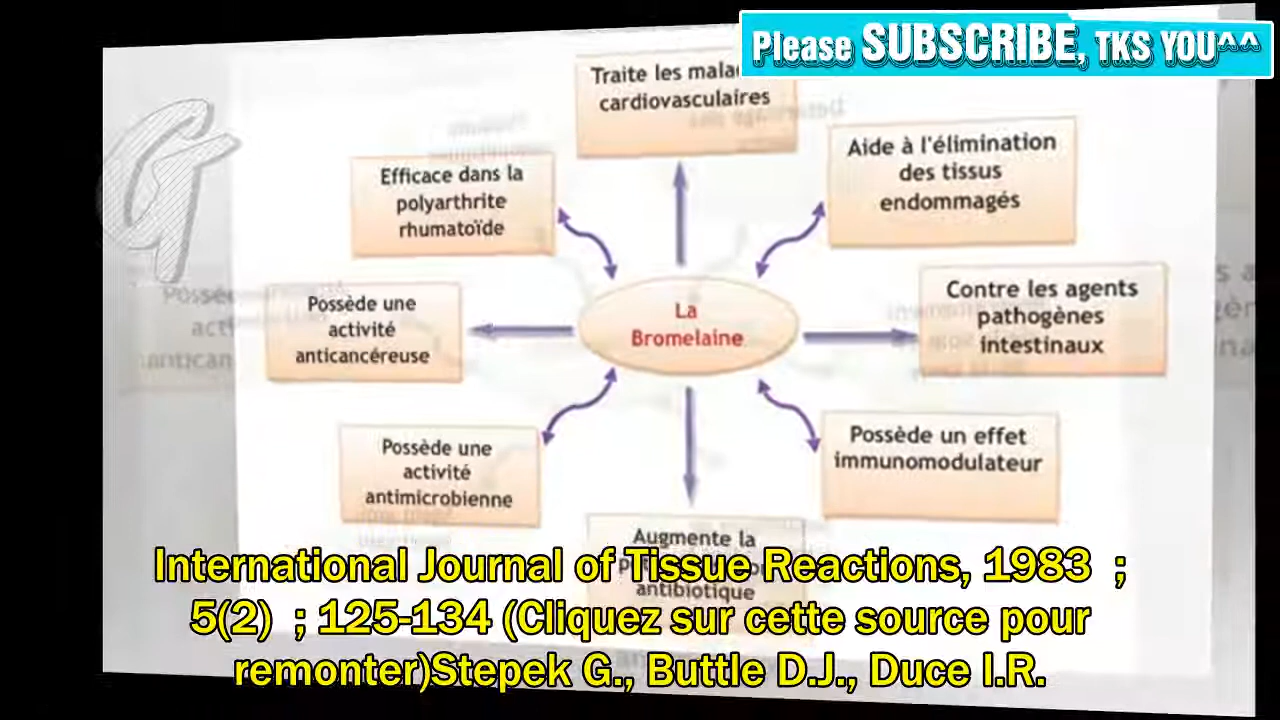 Please SUBSCRIBE, TKS YOU^^
Traite les
cardiovasculaires
Aide à l'élimination
des tissus
endommagés
Efficace dans la
polyarthrite
rhumatoïde
Contre les agents
pathogènes
intestinaux
La
Bromelaine
Possède une
activité
anticancéreuse
Possède un effet
immunomodulateur
Possède une
activité
antimicrobienne
Augmente la
antibiotique
International Journal of Tissue Reactions, 1983 ;
5(2) ; 125-134 (Cliquez sur cette source pour
remonter)Stepek G., Buttle D.J., Duce I.R.